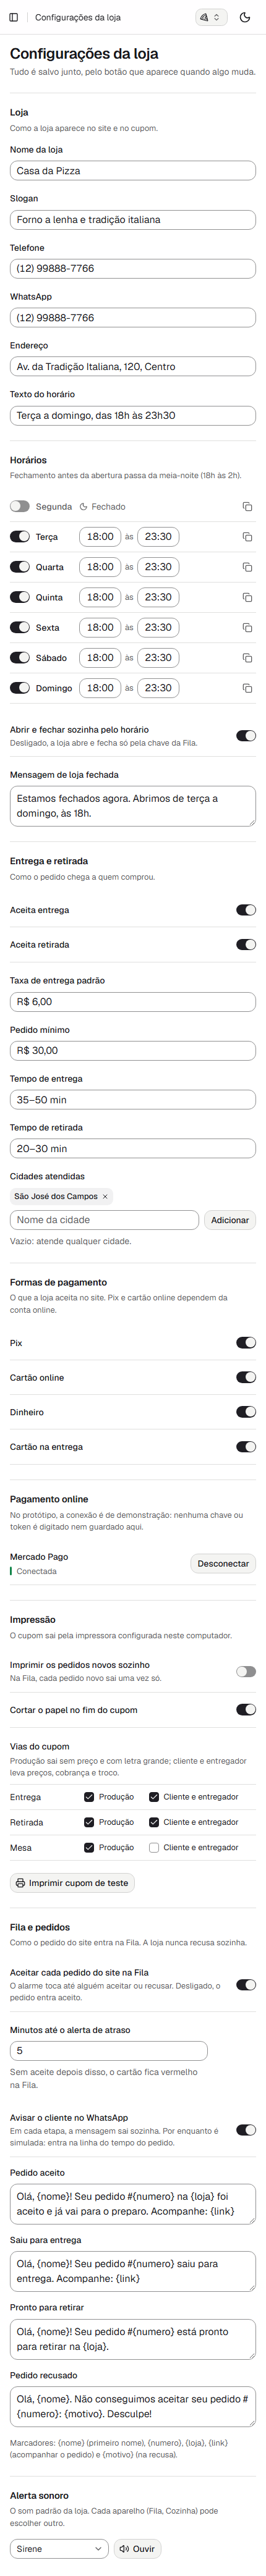 Configurações da loja
Configurações da loja
Tudo é salvo junto, pelo botão que aparece quando algo muda.
Loja
Como a loja aparece no site e no cupom.
Nome da loja
Casa da Pizza
Slogan
Forno a lenha e tradição italiana
Telefone
(12) 99888-7766
WhatsApp
(12) 99888-7766
Endereço
Av. da Tradição Italiana, 120, Centro
Texto do horário
Terça a domingo, das 18h às 23h30
Horários
Fechamento antes da abertura passa da meia-noite (18h às 2h).
Segunda Fechado
Terça 18:00 às 23:30
Quarta 18:00 às 23:30
Quinta 18:00 às 23:30
Sexta 18:00 às 23:30
Sábado 18:00 às 23:30
Domingo 18:00 às 23:30
Abrir e fechar sozinha pelo horário
Desligado, a loja abre e fecha só pela chave da Fila.
Mensagem de loja fechada
Estamos fechados agora. Abrimos de terça a
domingo, às 18h.
Entrega e retirada
Como o pedido chega a quem comprou.
Aceita entrega
Aceita retirada
Taxa de entrega padrão
R$ 6,00
Pedido mínimo
R$ 30,00
Tempo de entrega
35–50 min
Tempo de retirada
20–30 min
Cidades atendidas
São José dos Campos ×
Nome da cidade Adicionar
Vazio: atende qualquer cidade.
Formas de pagamento
O que a loja aceita no site. Pix e cartão online dependem da
conta online.
Pix
Cartão online
Dinheiro
Cartão na entrega
Pagamento online
No protótipo, a conexão é de demonstração: nenhuma chave ou
token é digitado nem guardado aqui.
Mercado Pago
Conectada
Desconectar
Impressão
O cupom sai pela impressora configurada neste computador.
Imprimir os pedidos novos sozinho
Na Fila, cada pedido novo sai uma vez só.
Cortar o papel no fim do cupom
Vias do cupom
Produção sai sem preço e com letra grande; cliente e entregador
leva preços, cobrança e troco.
Entrega Produção Cliente e entregador
Retirada Produção Cliente e entregador
Mesa Produção Cliente e entregador
Imprimir cupom de teste
Fila e pedidos
Como o pedido do site entra na Fila. A loja nunca recusa sozinha.
Aceitar cada pedido do site na Fila
O alarme toca até alguém aceitar ou recusar. Desligado, o
pedido entra aceito.
Minutos até o alerta de atraso
5
Sem aceite depois disso, o cartão fica vermelho
na Fila.
Avisar o cliente no WhatsApp
Em cada etapa, a mensagem sai sozinha. Por enquanto é
simulada: entra na linha do tempo do pedido.
Pedido aceito
Olá, {nome}! Seu pedido #{numero} na {loja} foi
aceito e já vai para o preparo. Acompanhe: {link}
Saiu para entrega
Olá, {nome}! Seu pedido #{numero} saiu para
entrega. Acompanhe: {link}
Pronto para retirar
Olá, {nome}! Seu pedido #{numero} está pronto
para retirar na {loja}.
Pedido recusado
Olá, {nome}. Não conseguimos aceitar seu pedido #
{numero}: {motivo}. Desculpe!
Marcadores: {nome} (primeiro nome), {numero}, {loja}, {link}
(acompanhar o pedido) e {motivo} (na recusa).
Alerta sonoro
O som padrão da loja. Cada aparelho (Fila, Cozinha) pode
escolher outro.
Sirene Ouvir